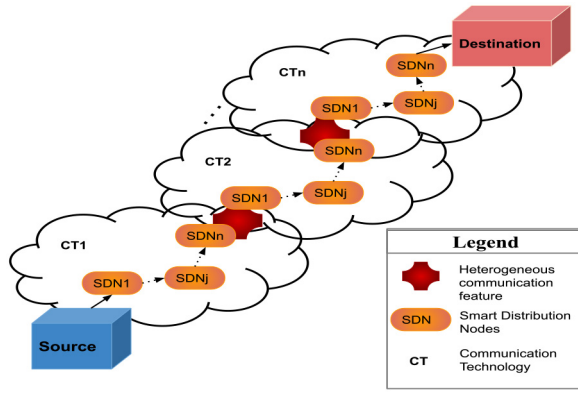 Destination
SDNn
CTn
SDN1
SDNj
. . .
SDNn
CT2
SDN1
SDNj
SDNn
CT1
SDN1
SDNj
Source
Legend
Heterogeneous
communication
feature
SDN
Smart Distribution
Nodes
CT
Communication
Technology